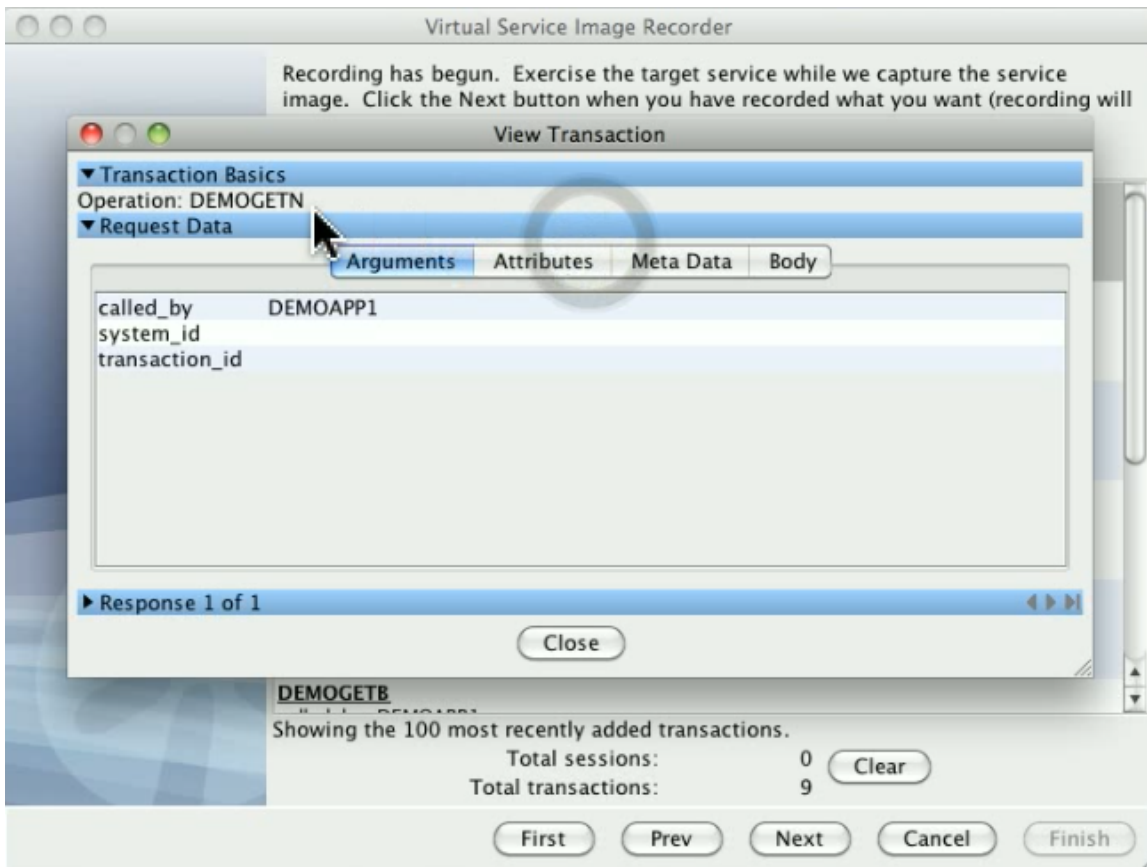 Virtual Service Image Recorder
Recording has begun. Exercise the target service while we capture the service
image. Click the Next button when you have recorded what you want (recording will
View Transaction
Transaction Basics
Operation: DEMOGETN
Request Data
Arguments Attributes Meta Data Body
called_by DEMOAPP1
system_id
transaction_id
Response 1 of 1
Close
DEMOGETB
Showing the 100 most recently added transactions.
Total sessions: 0 Clear
Total transactions: 9
First Prev Next Cancel Finish